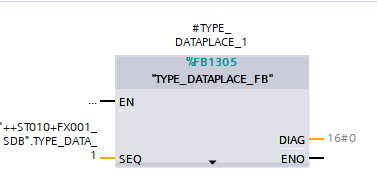 #TYPE_
DATAPLACE_1
%FB1305
"TYPE_DATAPLACE_FB"
... EN
"++ST010+FX001_
SDB".TYPE_DATA_
1 SEQ
DIAG 16#0
ENO